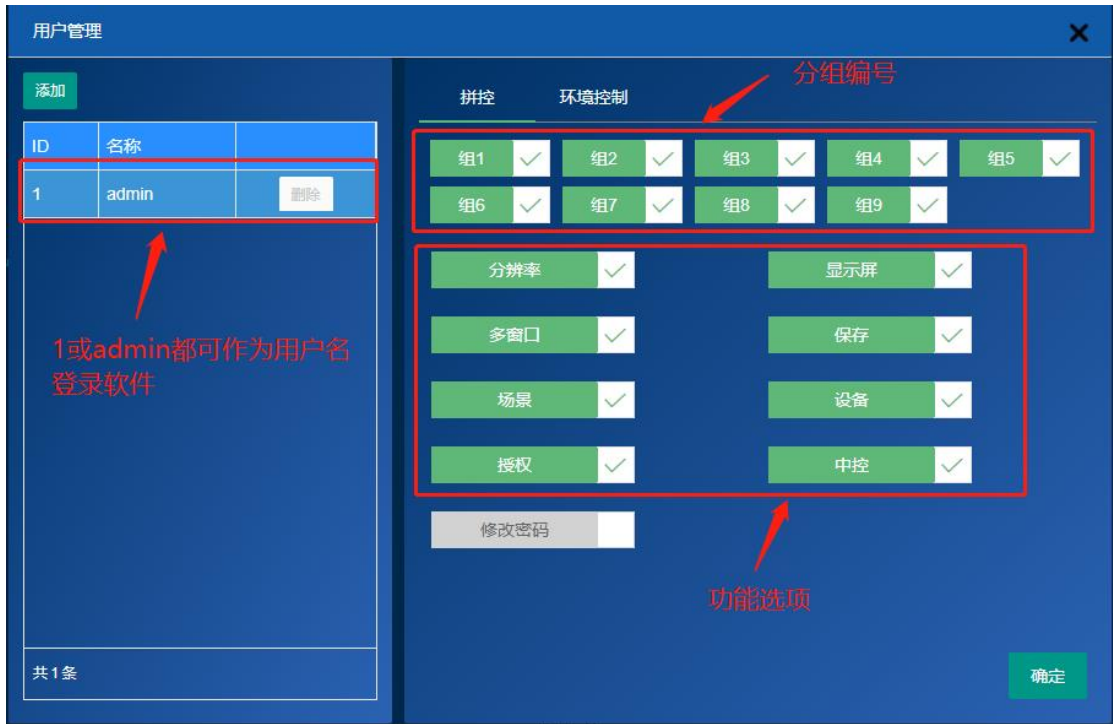 用户管理
添加
拼控 环境控制
分组编号
ID 名称
1 admin 删除
组1 组2 组3 组4 组5
组6 组7 组8 组9
1或admin都可作为用户名
登录软件
分辨率 显示屏
多窗口 保存
场景 设备
授权 中控
修改密码
功能选项
共1条
确定